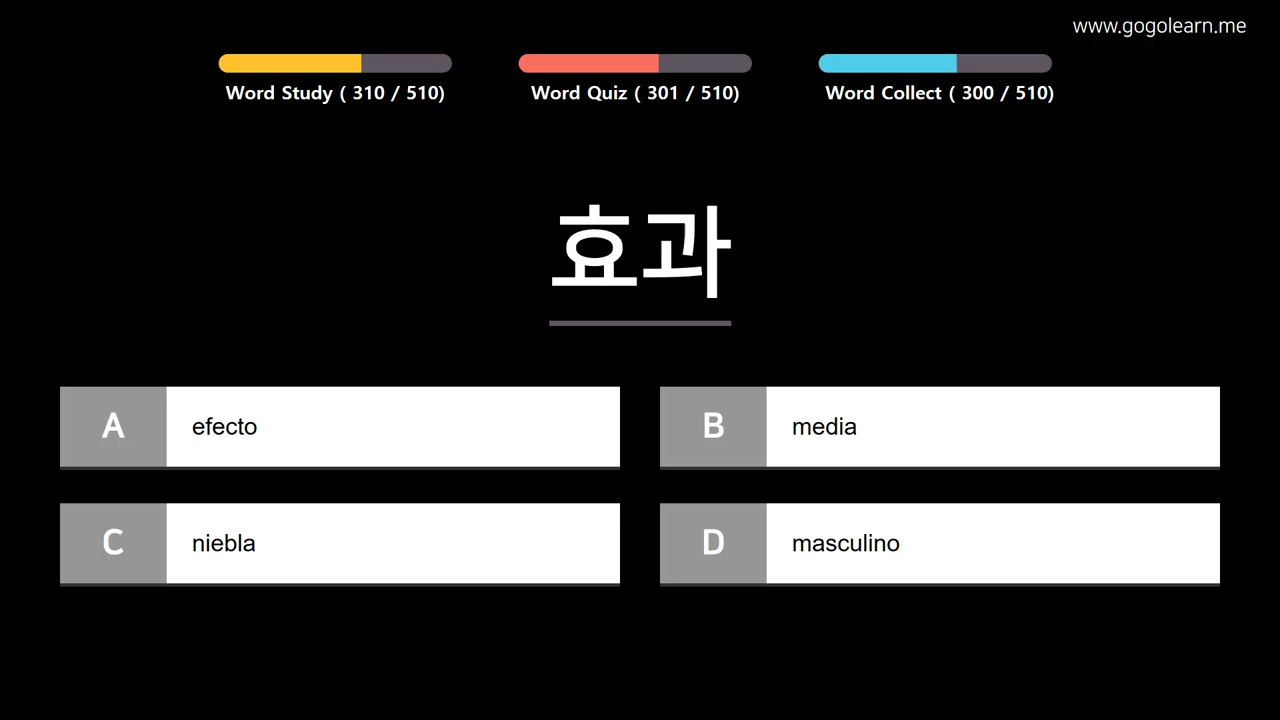 www.gogolearn.me
Word Study ( 310 / 510)
Word Quiz ( 301 / 510)
Word Collect ( 300 / 510)
효과
A efecto
B media
C niebla
D masculino